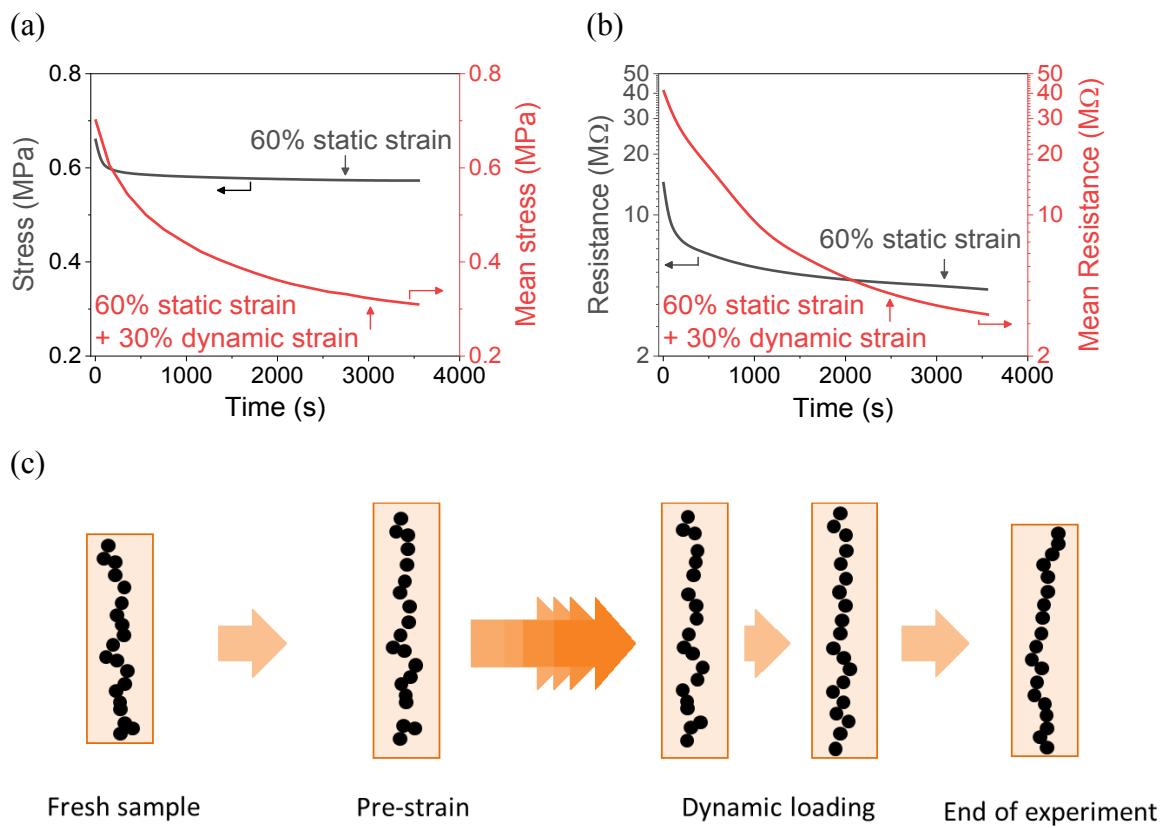 (a)
0.8
0.6
0.4
0.2
Stress (MPa)
60% static strain
60% static strain
+ 30% dynamic strain
0.8
0.6
0.4
0.2
Mean stress (MPa)
0 1000 2000 3000 4000
Time (s)
(b)
50
40
30
20
10
2
Resistance (MΩ)
60% static strain
60% static strain
+ 30% dynamic strain
50
40
30
20
10
2
Mean Resistance (MΩ)
0 1000 2000 3000 4000
Time (s)
(c)
Fresh sample
Pre-strain
Dynamic loading
End of experiment